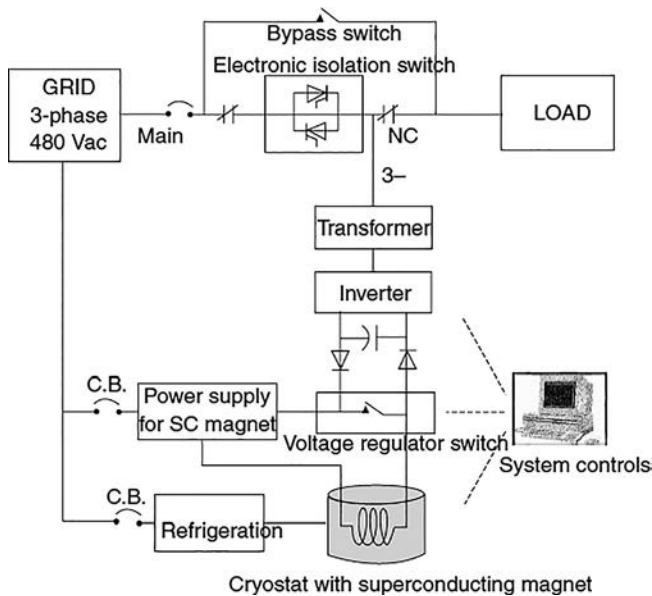 Bypass switch
Electronic isolation switch
GRID
3-phase
480 Vac
Main
NC
LOAD
3–
Transformer
Inverter
C.B.
Power supply
for SC magnet
Voltage regulator switch
System controls
C.B.
Refrigeration
Cryostat with superconducting magnet